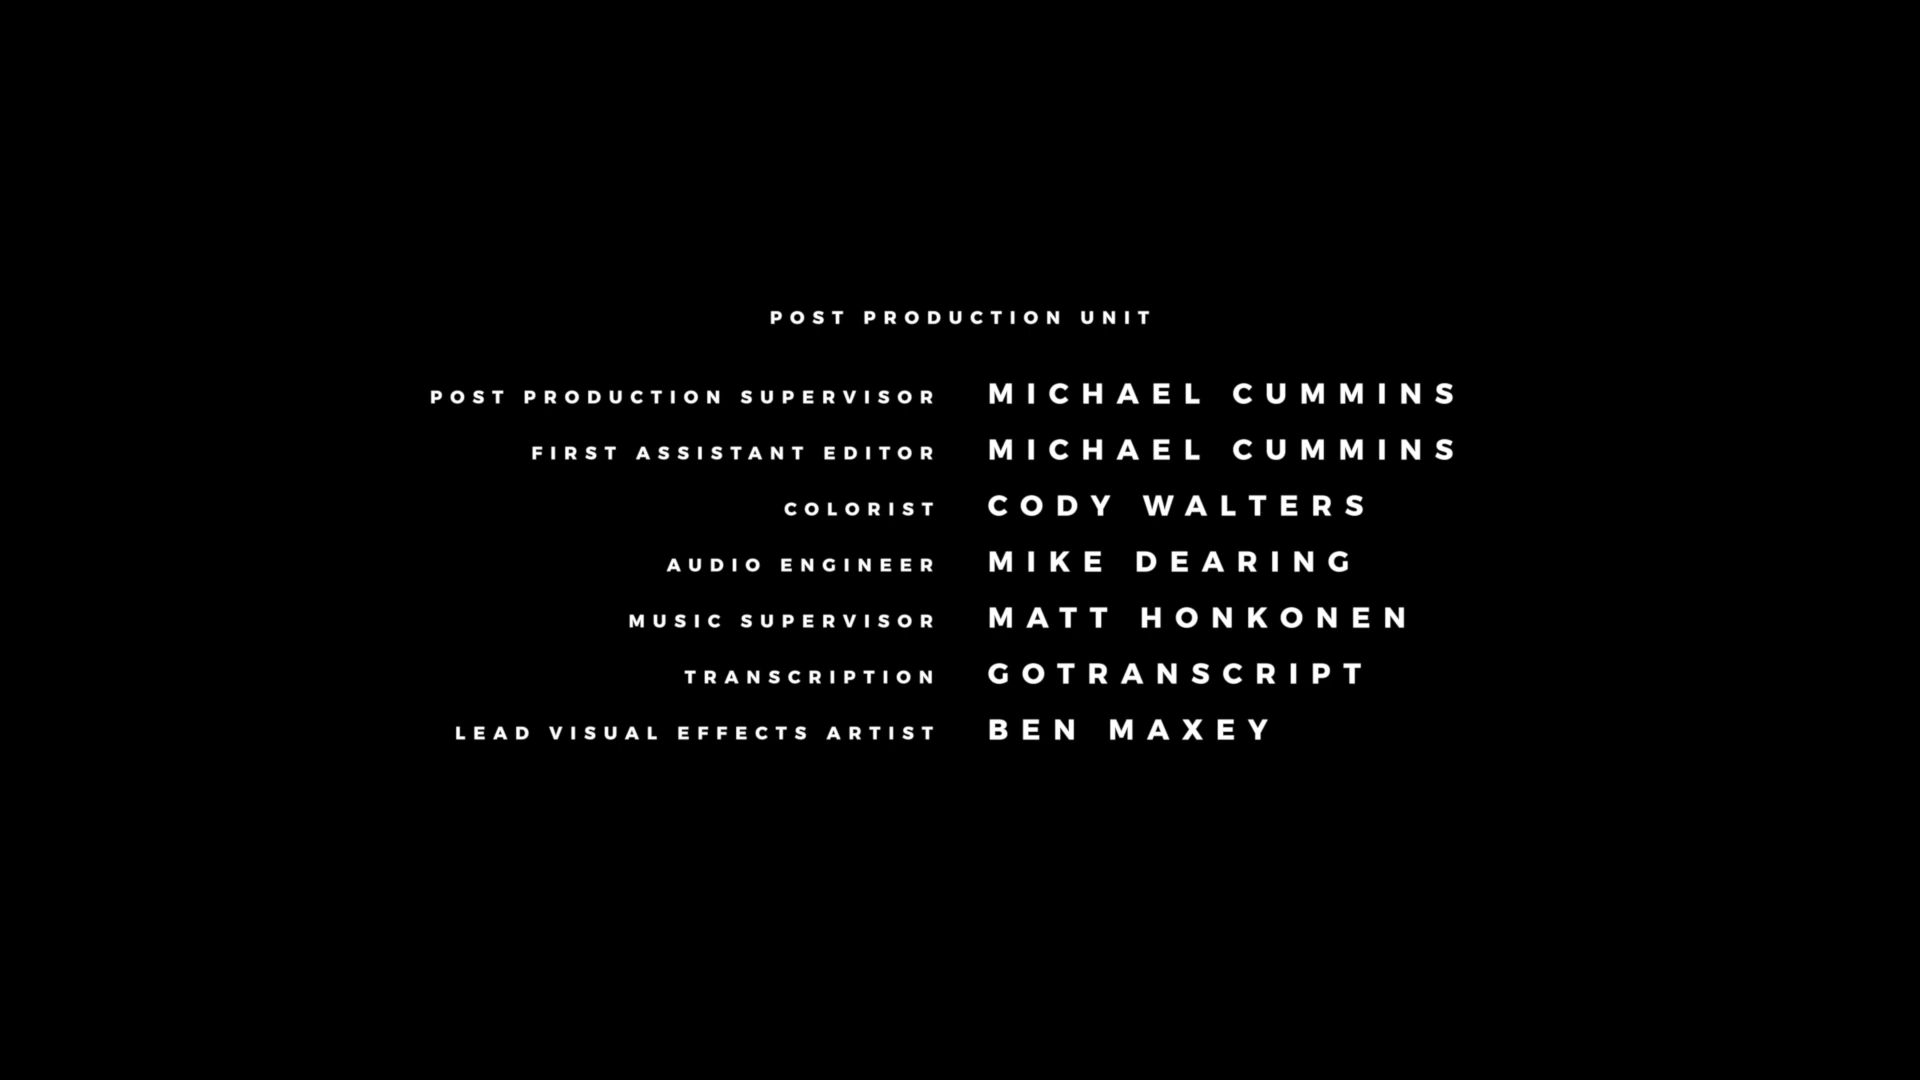 POST PRODUCTION UNIT
POST PRODUCTION SUPERVISOR MICHAEL CUMMINS
FIRST ASSISTANT EDITOR MICHAEL CUMMINS
COLORIST CODY WALTERS
AUDIO ENGINEER MIKE DEARING
MUSIC SUPERVISOR MATT HONKONEN
TRANSCRIPTION GOTRANSCRIPT
LEAD VISUAL EFFECTS ARTIST BEN MAXEY